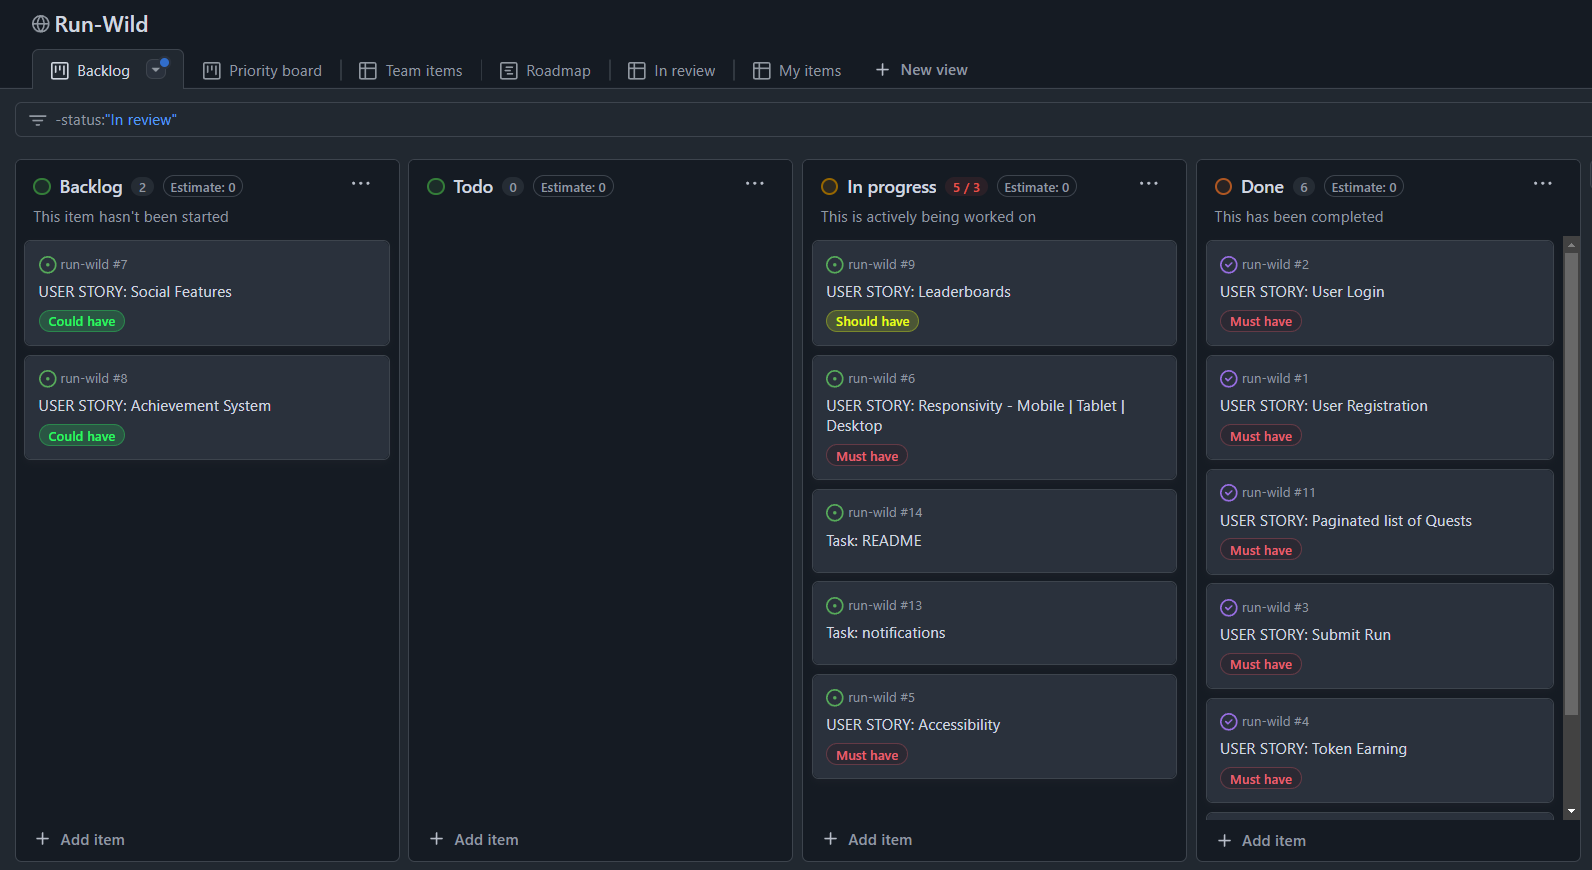 Run-Wild
Backlog
Priority board
Team items
Roadmap
In review
My items
New view
-status:"In review"
Backlog 2 Estimate: 0
This item hasn't been started
run-wild #7
USER STORY: Social Features
Could have
run-wild #8
USER STORY: Achievement System
Could have
Add item
Todo 0 Estimate: 0
Add item
In progress 5 / 3 Estimate: 0
This is actively being worked on
run-wild #9
USER STORY: Leaderboards
Should have
run-wild #6
USER STORY: Responsivity - Mobile | Tablet |
Desktop
Must have
run-wild #14
Task: README
run-wild #13
Task: notifications
run-wild #5
USER STORY: Accessibility
Must have
Add item
Done 6 Estimate: 0
This has been completed
run-wild #2
USER STORY: User Login
Must have
run-wild #1
USER STORY: User Registration
Must have
run-wild #11
USER STORY: Paginated list of Quests
Must have
run-wild #3
USER STORY: Submit Run
Must have
run-wild #4
USER STORY: Token Earning
Must have
Add item